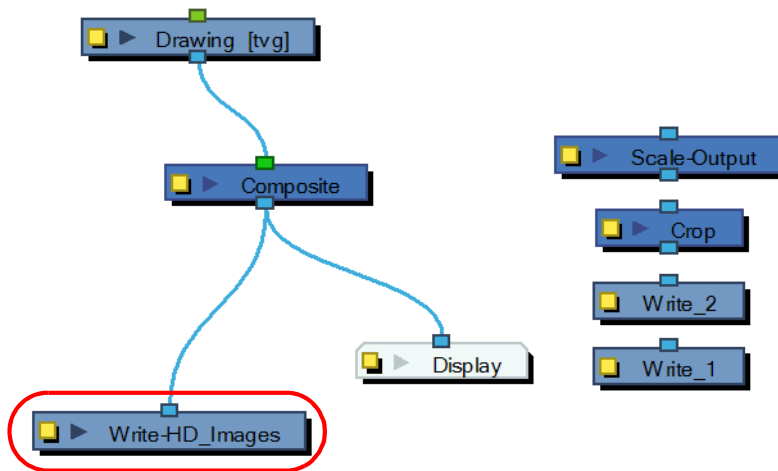 Drawing [tvg]
Scale-Output
Composite
Crop
Write_2
Display
Write_1
Write-HD_Images